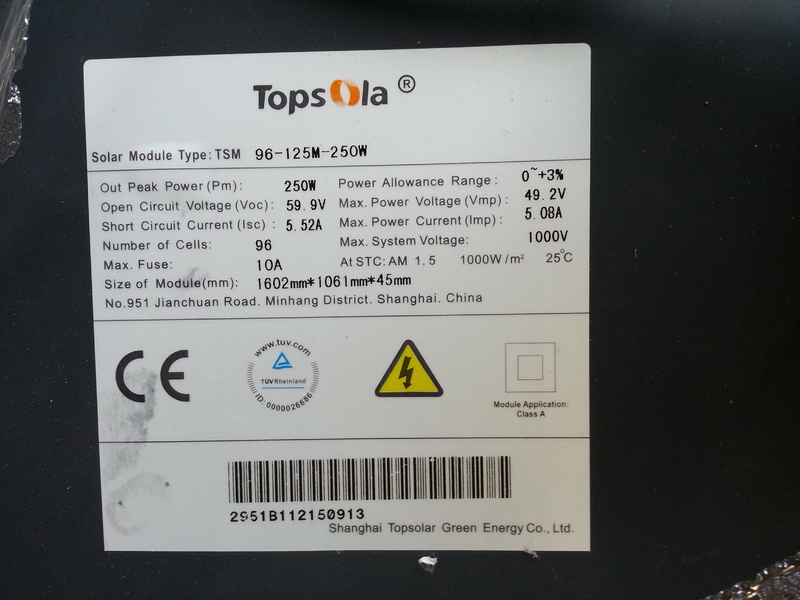 TopsOla ®
Solar Module Type: TSM 96-125M-250W
Out Peak Power (Pm): 250W Power Allowance Range: 0~+3%
Open Circuit Voltage (Voc): 59.9V Max. Power Voltage (Vmp): 49.2V
Short Circuit Current (Isc) : 5.52A Max. Power Current (Imp): 5.08A
Number of Cells: 96 Max. System Voltage: 1000V
Max. Fuse: 10A At STC: AM 1.5 1000W/m² 25°C
Size of Module(mm): 1602mm*1061mm*45mm
No.951 Jianchuan Road. Minhang District. Shanghai. China
CE
www.tuv.com
TÜVRheinland
ID: 0000026686
Module Application:
Class A
2951B112150913
Shanghai Topsolar Green Energy Co., Ltd.